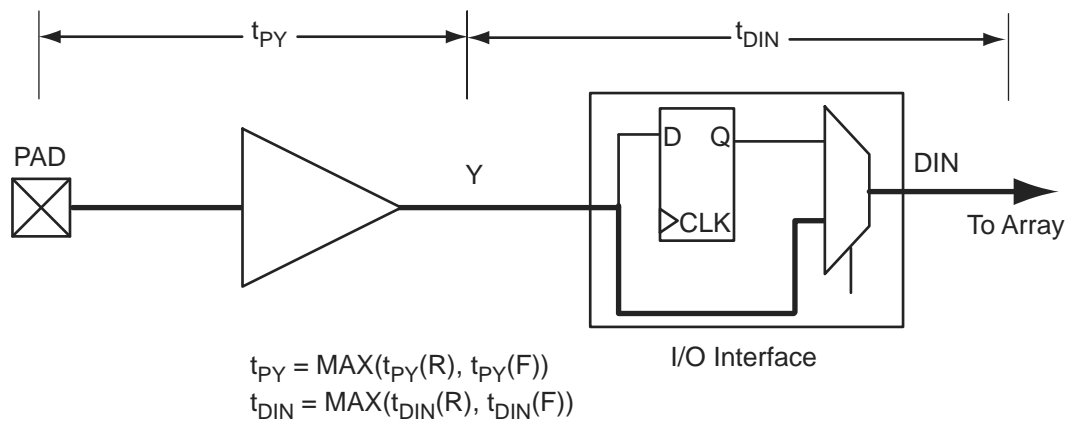 tPY tDIN
PAD Y D Q CLK DIN
To Array
I/O Interface
tPY = MAX(tPY(R), tPY(F))
tDIN = MAX(tDIN(R), tDIN(F))